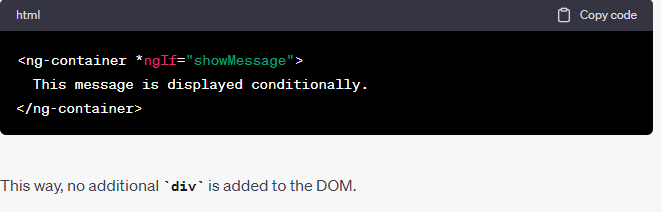 html Copy code
<ng-container *ngIf="showMessage">
This message is displayed conditionally.
</ng-container>
This way, no additional `div` is added to the DOM.